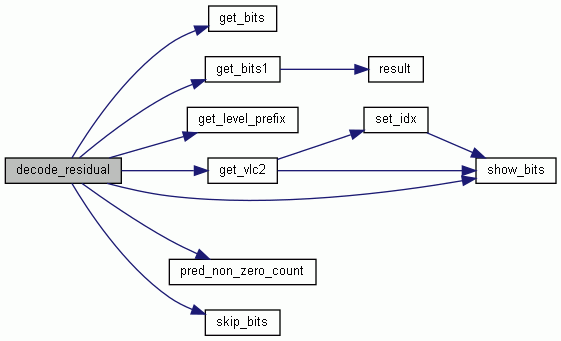 get_bits
get_bits1
result
get_level_prefix
set_idx
decode_residual
get_vlc2
show_bits
pred_non_zero_count
skip_bits